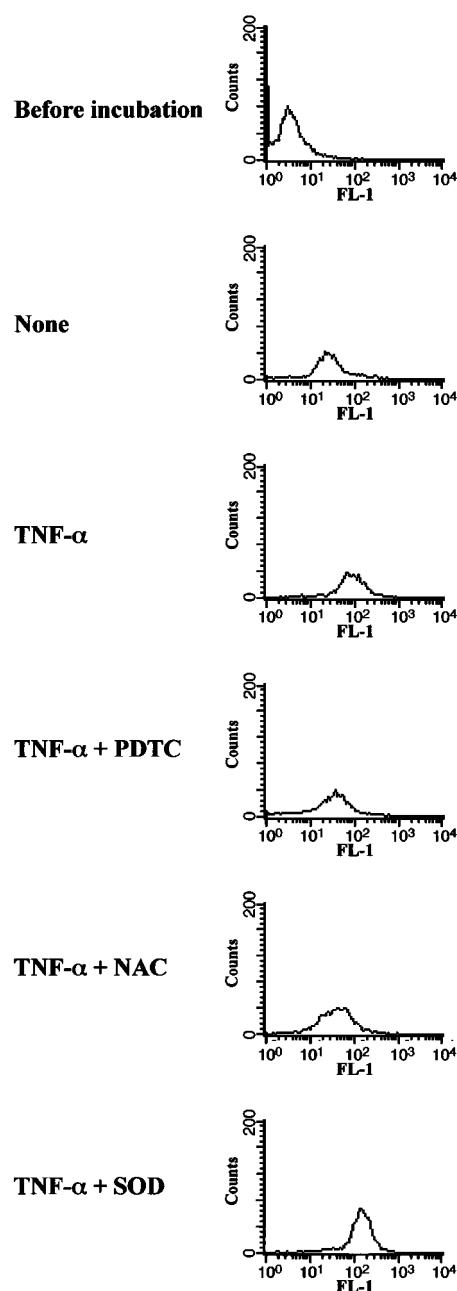 200
Counts
Before incubation
0
10⁰ 10¹ 10² 10³ 10⁴
FL-1
200
Counts
None
0
10⁰ 10¹ 10² 10³ 10⁴
FL-1
200
Counts
TNF-α
0
10⁰ 10¹ 10² 10³ 10⁴
FL-1
200
Counts
TNF-α + PDTC
0
10⁰ 10¹ 10² 10³ 10⁴
FL-1
200
Counts
TNF-α + NAC
0
10⁰ 10¹ 10² 10³ 10⁴
FL-1
200
Counts
TNF-α + SOD
0
10⁰ 10¹ 10² 10³ 10⁴
FL-1